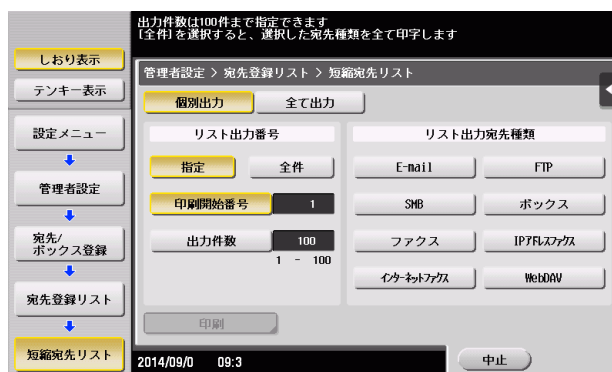 出力件数は100件まで指定できます
[全件]を選択すると、選択した宛先種類を全て印字します
しおり表示
テンキー表示
設定メニュー
管理者設定
宛先/
ボックス登録
宛先登録リスト
短縮宛先リスト
管理者設定 > 宛先登録リスト > 短縮宛先リスト
個別出力 全て出力
リスト出力番号
指定 全件
印刷開始番号 1
出力件数 100
1 - 100
印刷
リスト出力宛先種類
E-mail FTP
SMB ボックス
ファクス IPアドレスファクス
インターネットファクス WebDAV
2014/09/0 09:3
中止